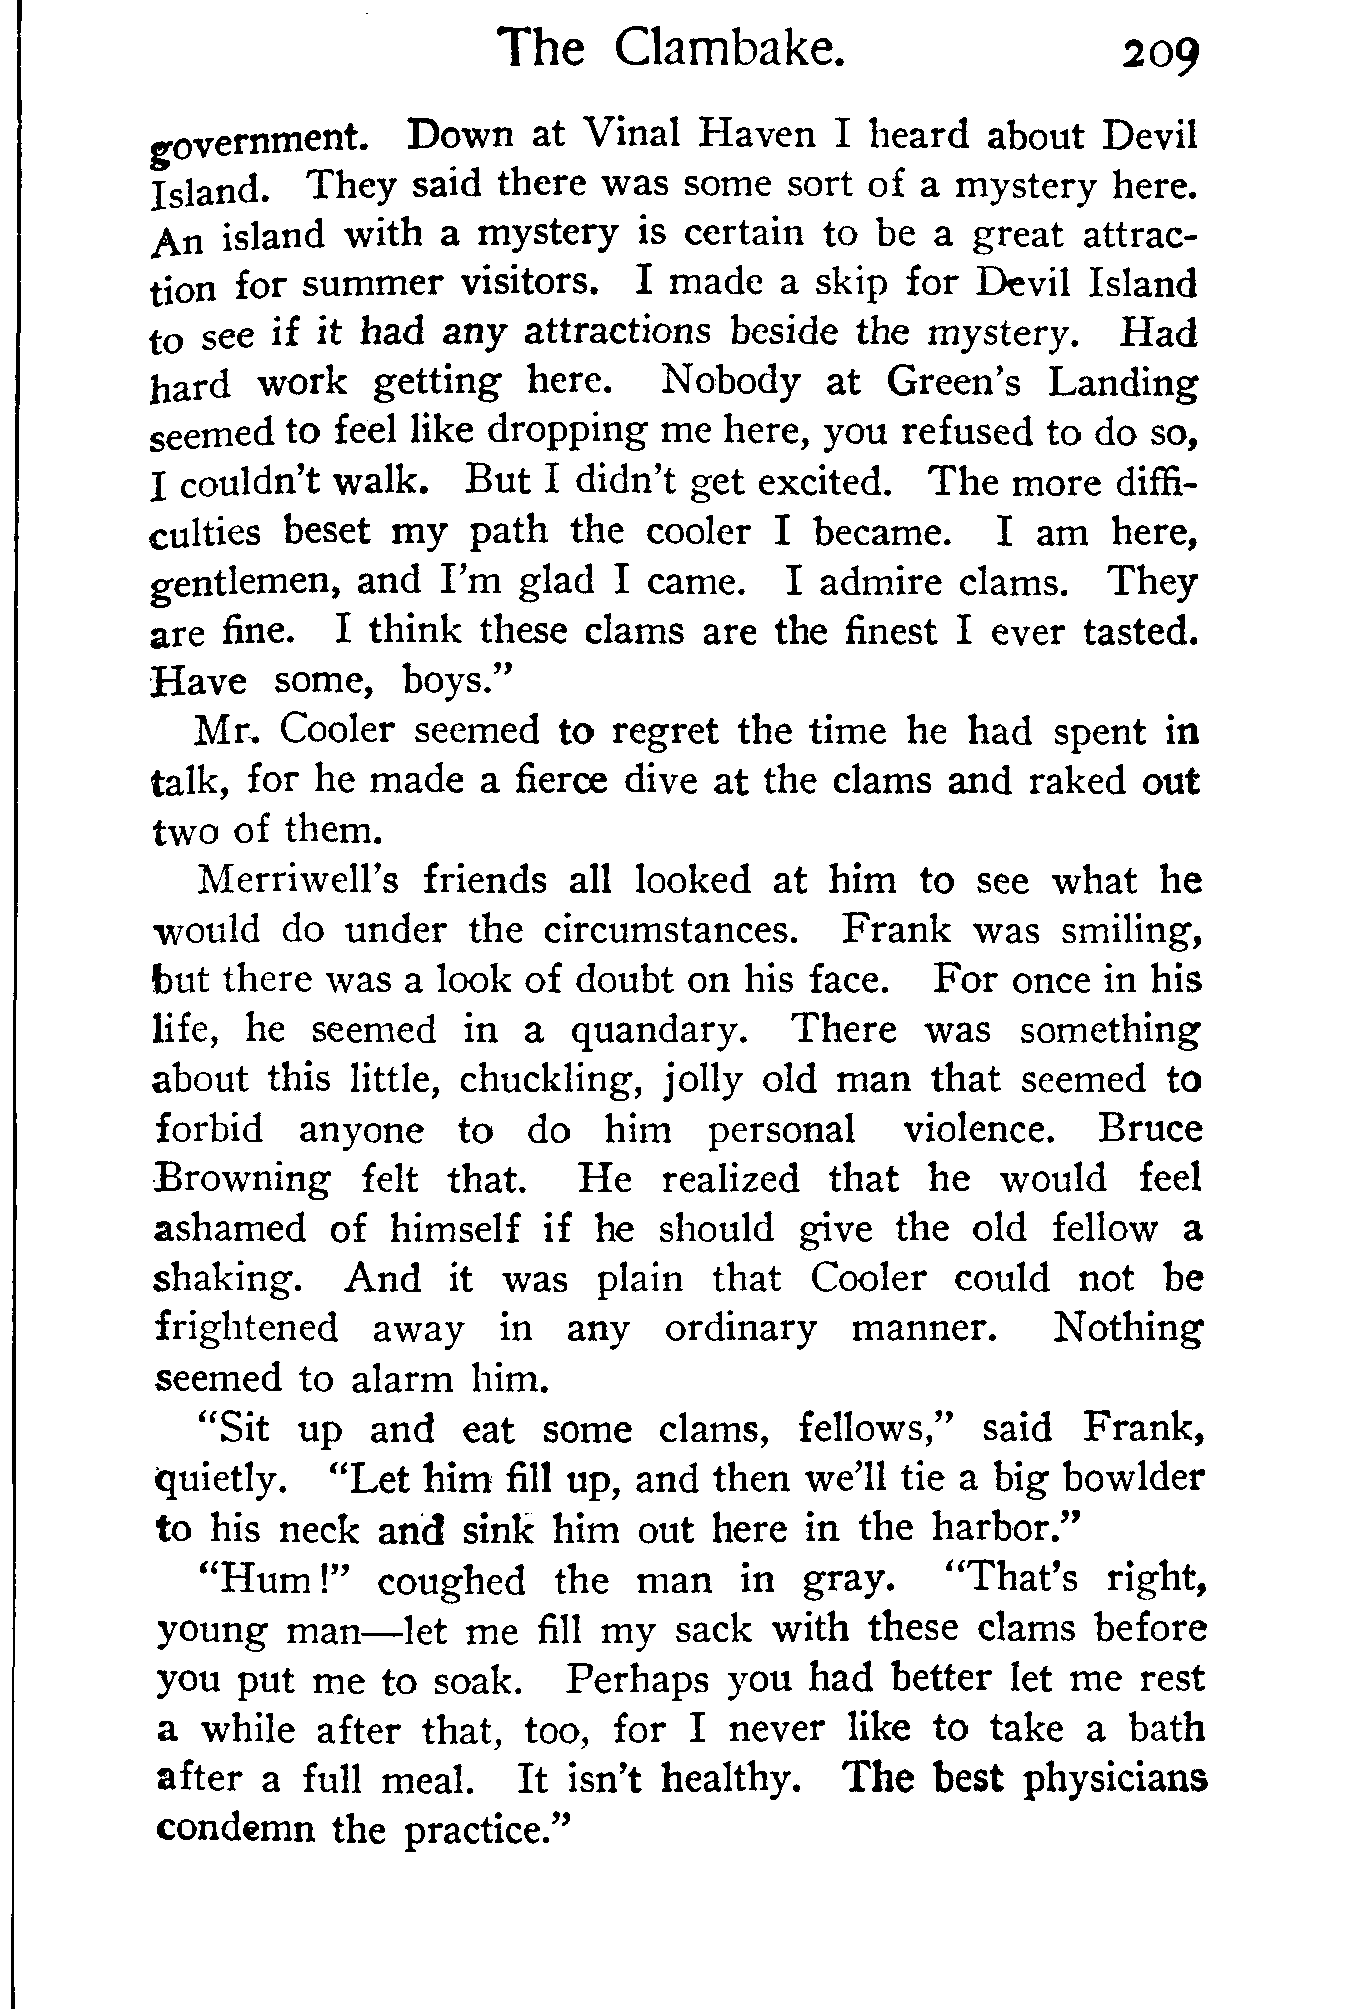 The Clambake. 209
government. Down at Vinal Haven I heard about Devil
Island. They said there was some sort of a mystery here.
An island with a mystery is certain to be a great attrac-
tion for summer visitors. I made a skip for Devil Island
to see if it had any attractions beside the mystery. Had
hard work getting here. Nobody at Green's Landing
seemed to feel like dropping me here, you refused to do so,
I couldn't walk. But I didn't get excited. The more diffi-
culties beset my path the cooler I became. I am here,
gentlemen, and I'm glad I came. I admire clams. They
are fine. I think these clams are the finest I ever tasted.
Have some, boys."
Mr. Cooler seemed to regret the time he had spent in
talk, for he made a fierce dive at the clams and raked out
two of them.
Merriwell's friends all looked at him to see what he
would do under the circumstances. Frank was smiling,
but there was a look of doubt on his face. For once in his
life, he seemed in a quandary. There was something
about this little, chuckling, jolly old man that seemed to
forbid anyone to do him personal violence. Bruce
Browning felt that. He realized that he would feel
ashamed of himself if he should give the old fellow a
shaking. And it was plain that Cooler could not be
frightened away in any ordinary manner. Nothing
seemed to alarm him.
"Sit up and eat some clams, fellows," said Frank,
quietly. "Let him fill up, and then we'll tie a big bowlder
to his neck and sink him out here in the harbor."
"Hum!" coughed the man in gray. "That's right,
young man—let me fill my sack with these clams before
you put me to soak. Perhaps you had better let me rest
a while after that, too, for I never like to take a bath
after a full meal. It isn't healthy. The best physicians
condemn the practice."